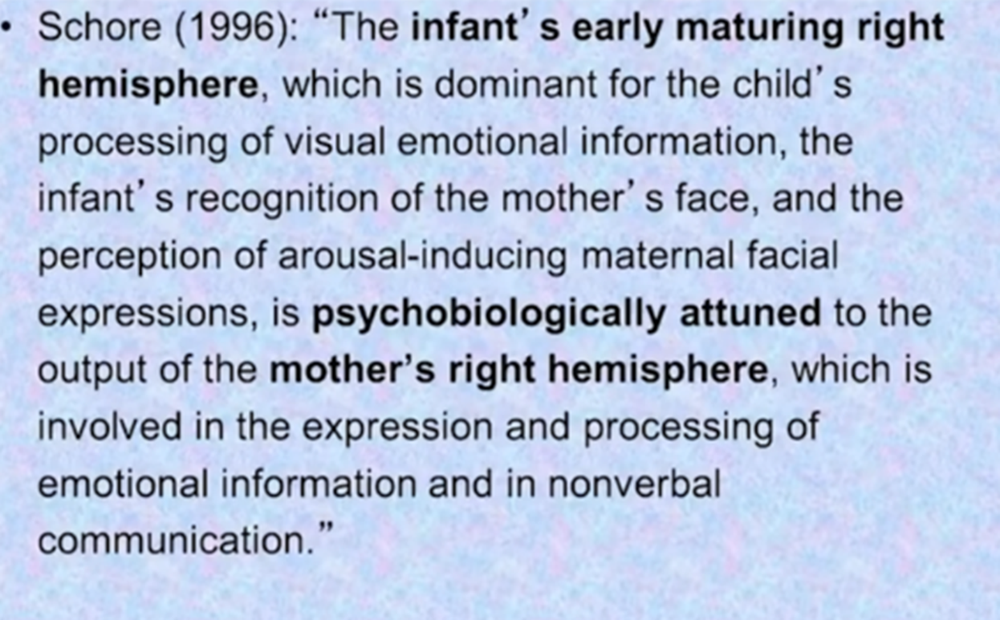 • Schore (1996): “The infant’ s early maturing right
hemisphere, which is dominant for the child’ s
processing of visual emotional information, the
infant’ s recognition of the mother’ s face, and the
perception of arousal-inducing maternal facial
expressions, is psychobiologically attuned to the
output of the mother’s right hemisphere, which is
involved in the expression and processing of
emotional information and in nonverbal
communication.”